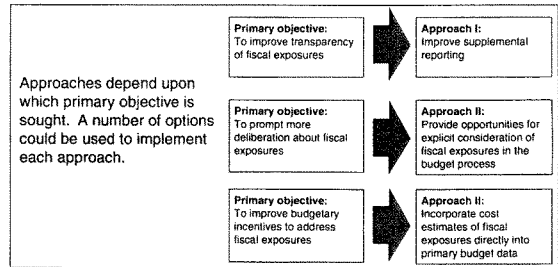 Approaches depend upon
which primary objective is
sought. A number of options
could be used to implement
each approach.
Primary objective:
To improve transparency
of fiscal exposures
Approach I:
Improve supplemental
reporting
Primary objective:
To prompt more
deliberation about fiscal
exposures
Approach II:
Provide opportunities for
explicit consideration of
fiscal exposures in the
budget process
Primary objective:
To improve budgetary
incentives to address
fiscal exposures
Approach II:
Incorporate cost
estimates of fiscal
exposures directly into
primary budget data